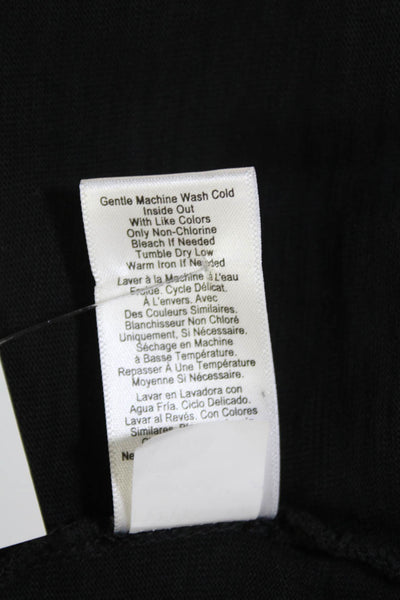 Gentle Machine Wash Cold
Inside Out
With Like Colors
Only Non-Chlorine
Bleach If Needed
Tumble Dry Low
Warm Iron If Needed
Laver à la Machine à L'eau
Froide. Cycle Délicat.
À L'envers. Avec
Des Couleurs Similaires.
Blanchisseur Non Chloré
Uniquement, Si Nécessaire.
Séchage en Machine
à Basse Température.
Repasser À Une Température
Moyenne Si Nécessaire.
Lavar en Lavadora con
Agua Fría. Ciclo Delicado.
Lavar al Revés. Con Colores
Similares.